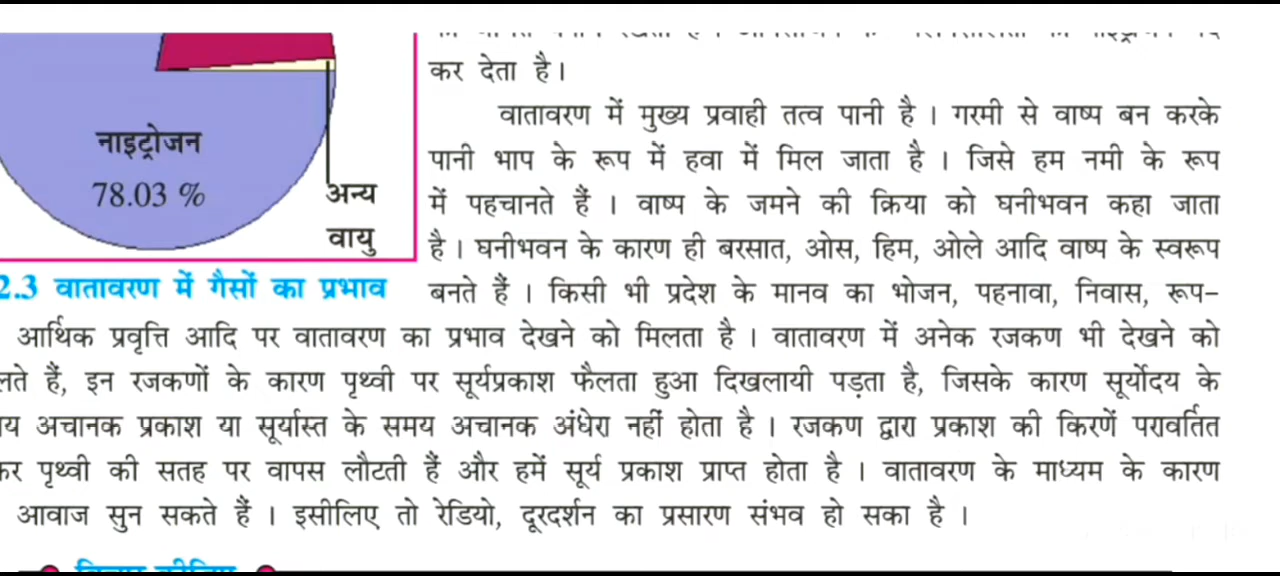 नाइट्रोजन
78.03 %
अन्य
वायु
2.3 वातावरण में गैसों का प्रभाव
कर देता है।
वातावरण में मुख्य प्रवाही तत्व पानी है । गरमी से वाष्प बन करके
पानी भाप के रूप में हवा में मिल जाता है । जिसे हम नमी के रूप
में पहचानते हैं । वाष्प के जमने की क्रिया को घनीभवन कहा जाता
है । घनीभवन के कारण ही बरसात, ओस, हिम, ओले आदि वाष्प के स्वरूप
बनते हैं । किसी भी प्रदेश के मानव का भोजन, पहनावा, निवास, रूप-
आर्थिक प्रवृत्ति आदि पर वातावरण का प्रभाव देखने को मिलता है । वातावरण में अनेक रजकण भी देखने को
लते हैं, इन रजकणों के कारण पृथ्वी पर सूर्यप्रकाश फैलता हुआ दिखलायी पड़ता है, जिसके कारण सूर्योदय के
य अचानक प्रकाश या सूर्यास्त के समय अचानक अंधेरा नहीं होता है । रजकण द्वारा प्रकाश की किरणें परावर्तित
कर पृथ्वी की सतह पर वापस लौटती हैं और हमें सूर्य प्रकाश प्राप्त होता है । वातावरण के माध्यम के कारण
आवाज सुन सकते हैं । इसीलिए तो रेडियो, दूरदर्शन का प्रसारण संभव हो सका है ।